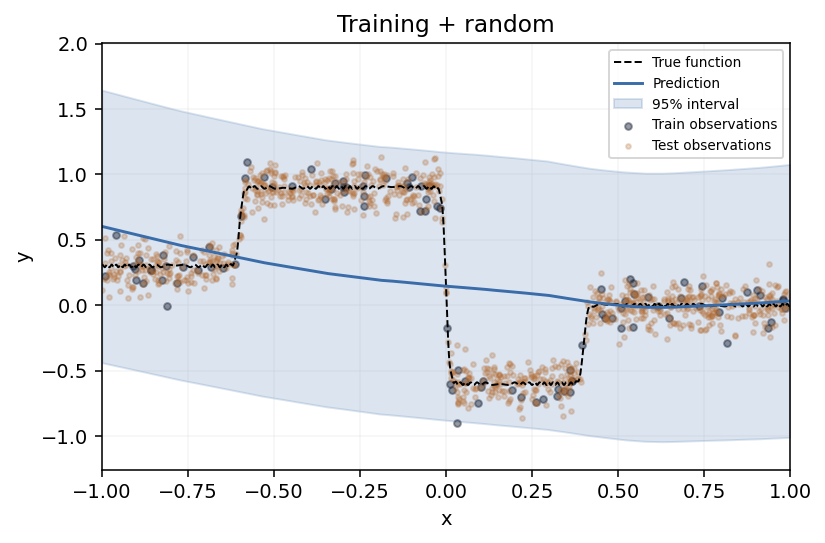 Training + random
2.0
1.5
1.0
0.5
0.0
−0.5
−1.0
y
True function
Prediction
95% interval
Train observations
Test observations
−1.00 −0.75 −0.50 −0.25 0.00 0.25 0.50 0.75 1.00
x